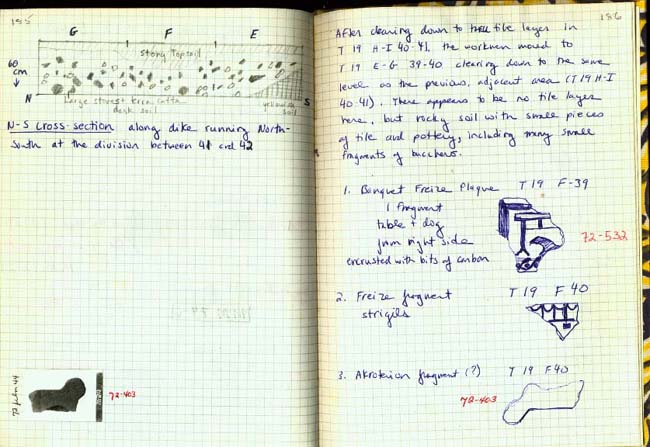 185
G F E
stony Topsoil
60
cm
N
Large stones + terra cotta
dark soil
yellowish
soil
S
N-S cross-section along dike running North-
South at the division between 41 and 42
72-403
186
After clearing down to the tile layer in
T 19 H-I 40-41, the workmen moved to
T 19 E-G 39-40 clearing down to the same
level as the previous, adjacent area (T 19 H-I
40-41). There appears to be no tile layer
here, but rocky soil with small pieces
of tile and pottery, including many small
fragments of bucchero.
1. Banquet Freize Plaque T 19 F-39
1 fragment
table + dog
from right side
encrusted with bits of carbon
72-532
2. Freize fragment T 19 F 40
strigils
3. Akroterion fragment (?) T 19 F 40
72-403